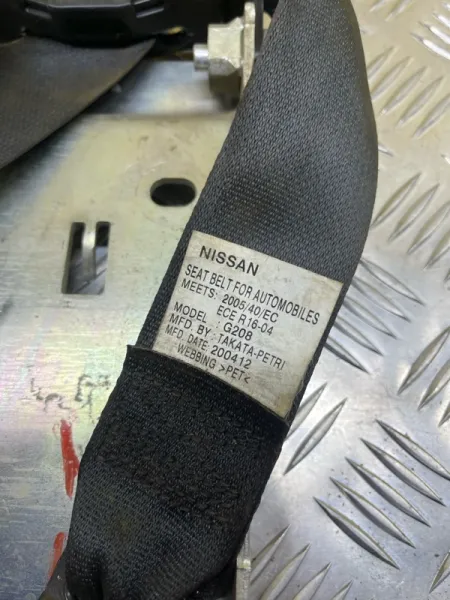 NISSAN
SEAT BELT FOR AUTOMOBILES
MEETS: 2005/40/EC
ECE R16-04
MODEL : G208
MFD. BY: TAKATA-PETRI
MFD. DATE: 200412
WEBBING >PET<